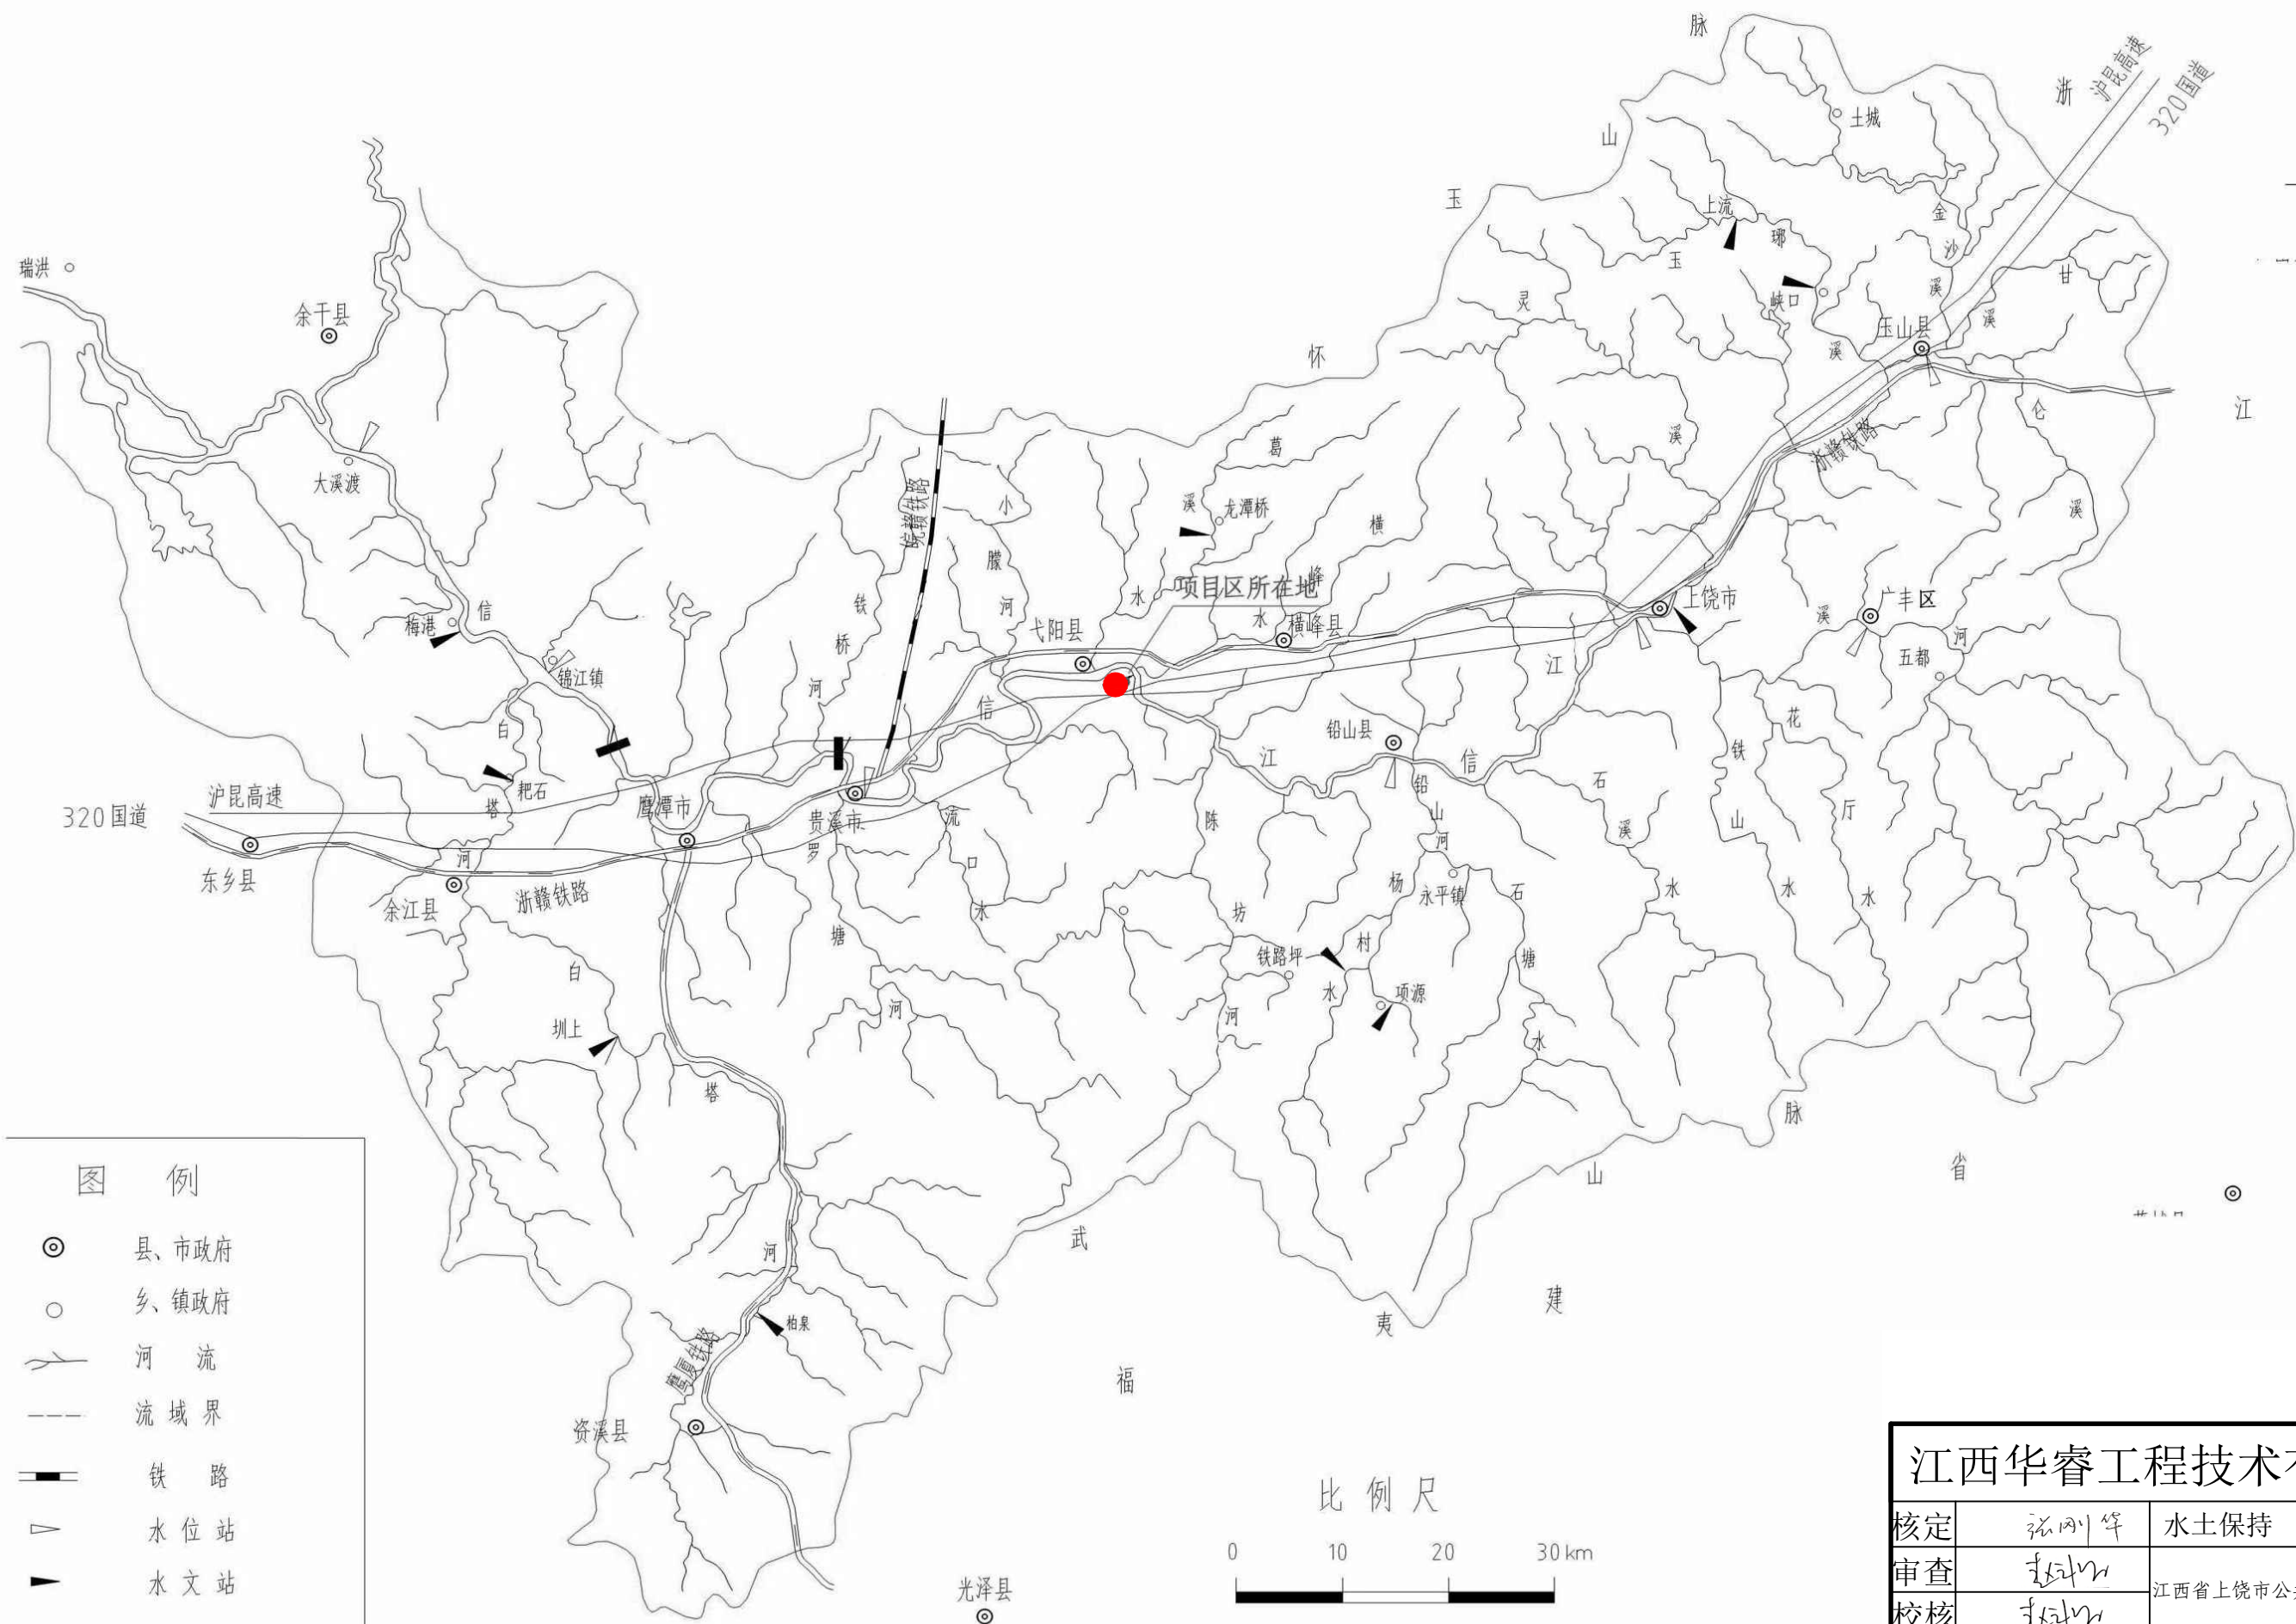 脉
山
玉
怀
浙
江
沪昆高速
320国道
土城
上流
玉
琊
溪
金
沙
溪
甘
溪
峡口
玉山县
灵
溪
仑
溪
浙赣铁路
瑞洪
余干县
大溪渡
梅港
信
锦江镇
白
塔
河
耙石
皖赣铁路
铁
桥
河
小
朦
河
葛
溪
水
龙潭桥
项目区所在地
横
峰
水
弋阳县
横峰县
上饶市
溪
广丰区
河
五都
信
江
铅山县
信
江
320国道
沪昆高速
东乡县
余江县
浙赣铁路
鹰潭市
贵溪市
罗
塘
河
流
口
水
陈
坊
河
铅
山
河
永平镇
杨
村
水
铁路坪
项源
石
塘
水
石
溪
水
铁
山
水
花
厅
水
白
圳上
塔
河
柏泉
鹰厦铁路
资溪县
武
夷
山
脉
福
建
省
光泽县
图 例
县、市政府
乡、镇政府
河 流
流 域 界
铁 路
水 位 站
水 文 站
比 例 尺
0 10 20 30 km
江西华睿工程技术
核定 水土保持
审查
江西省上饶市公
校核